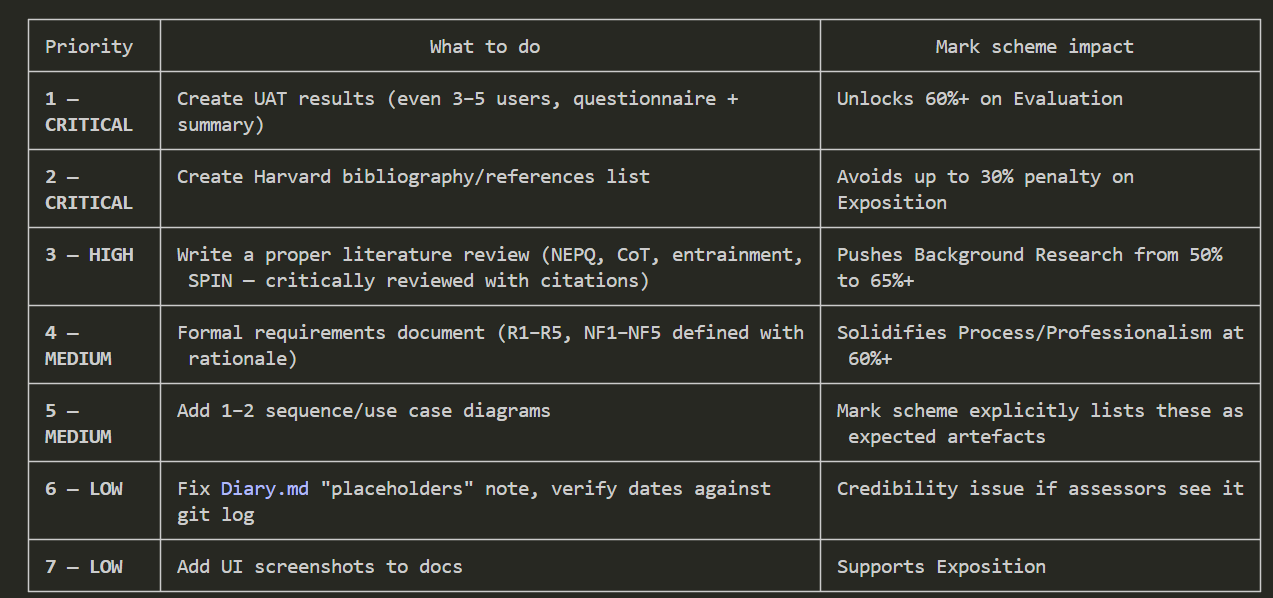 Priority What to do Mark scheme impact
1 — Create UAT results (even 3–5 users, questionnaire + Unlocks 60%+ on Evaluation
CRITICAL summary)
2 — Create Harvard bibliography/references list Avoids up to 30% penalty on
CRITICAL Exposition
3 — HIGH Write a proper literature review (NEPQ, CoT, entrainment, Pushes Background Research from 50%
SPIN — critically reviewed with citations) to 65%+
4 — Formal requirements document (R1–R5, NF1–NF5 defined with Solidifies Process/Professionalism at
MEDIUM rationale) 60%+
5 — Add 1–2 sequence/use case diagrams Mark scheme explicitly lists these as
MEDIUM expected artefacts
6 — LOW Fix Diary.md "placeholders" note, verify dates against Credibility issue if assessors see it
git log
7 — LOW Add UI screenshots to docs Supports Exposition